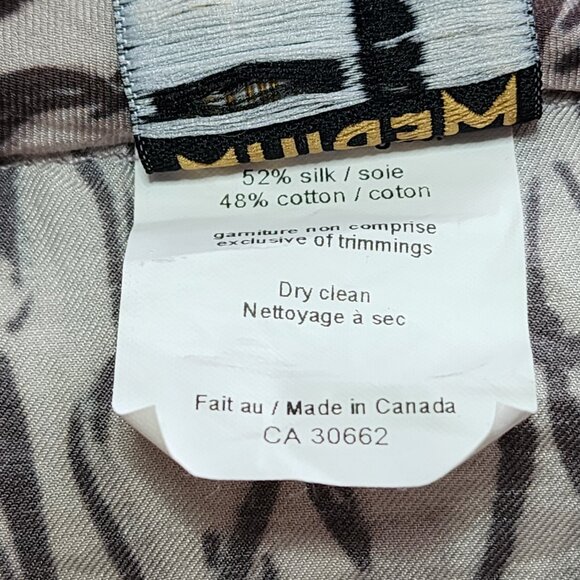 MEDIUM
52% silk / soie
48% cotton / coton
garniture non comprise
exclusive of trimmings
Dry clean
Nettoyage à sec
Fait au / Made in Canada
CA 30662